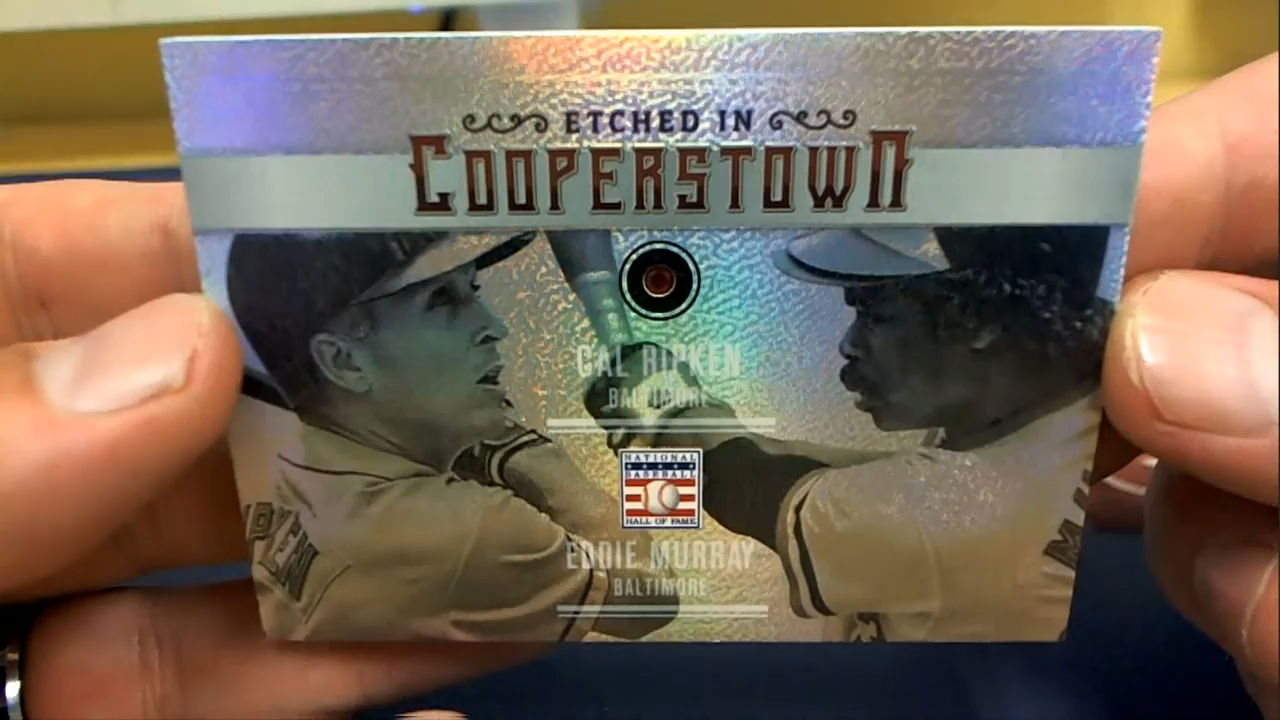 ETCHED IN
COOPERSTOWN
CAL RIPKEN
BALTIMORE
NATIONAL
BASEBALL
HALL OF FAME
EDDIE MURRAY
BALTIMORE